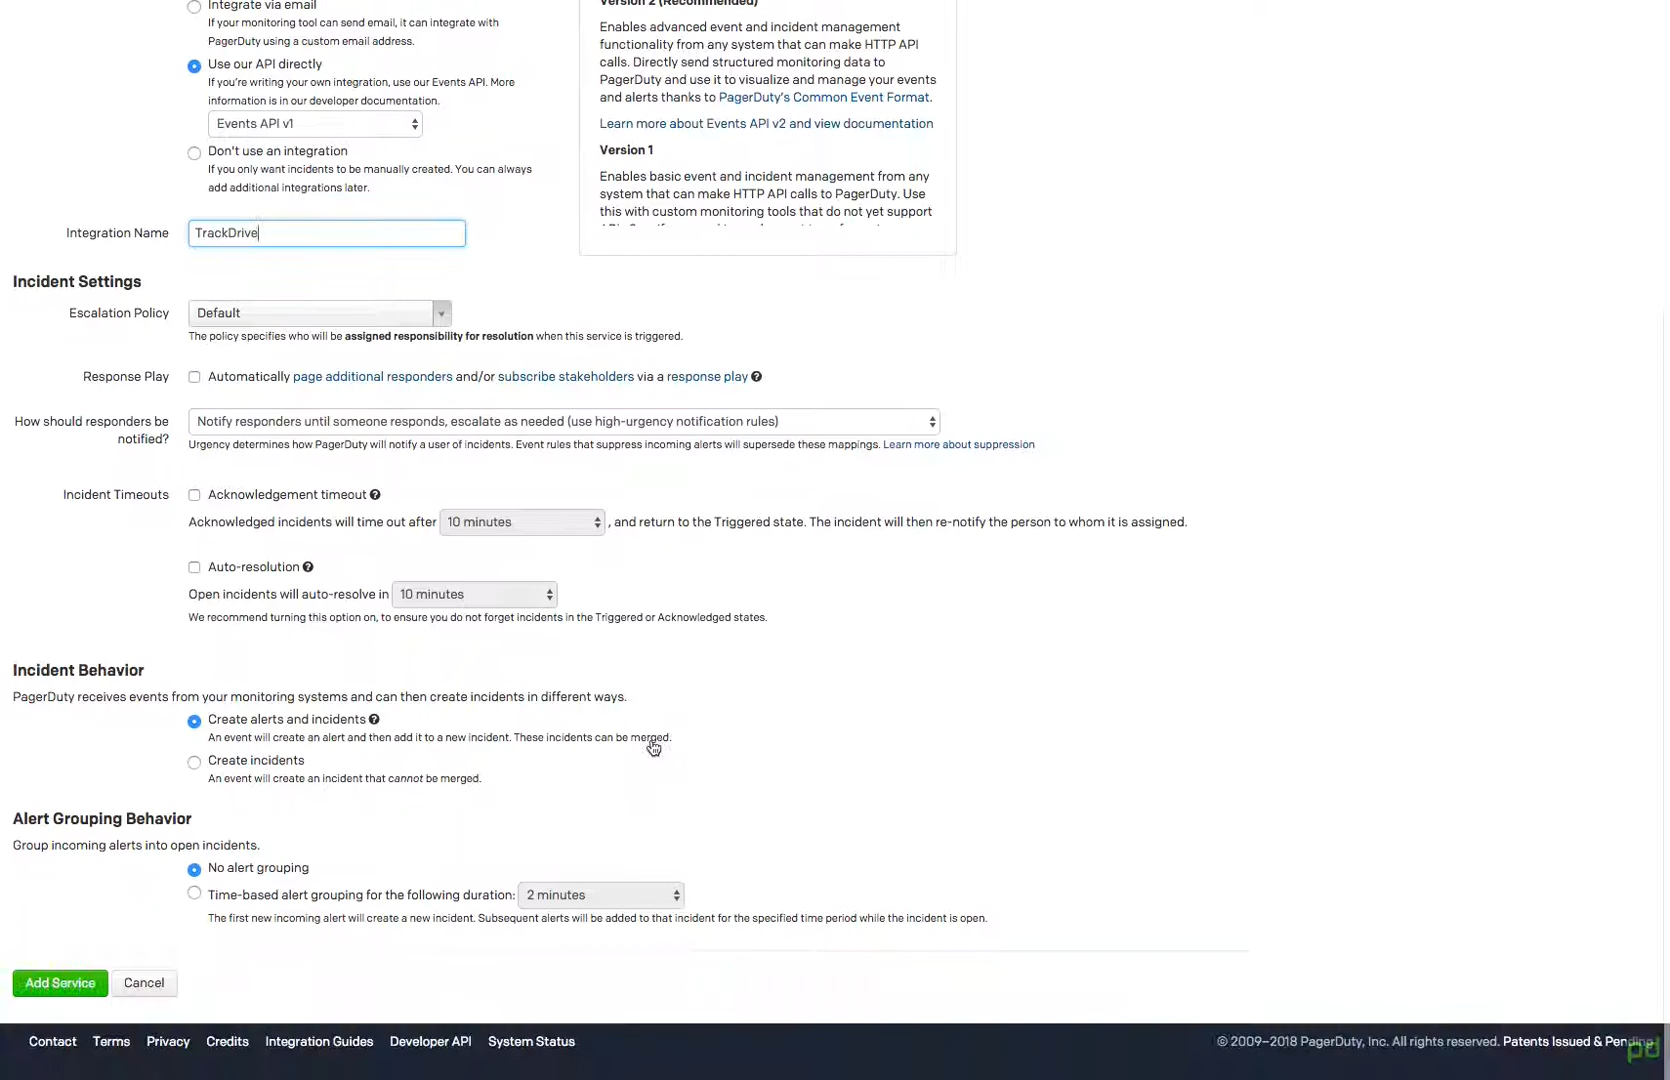 Integrate via email
If your monitoring tool can send email, it can integrate with
PagerDuty using a custom email address.
Use our API directly
If you're writing your own integration, use our Events API. More
information is in our developer documentation.
Events API v1
Don't use an integration
If you only want incidents to be manually created. You can always
add additional integrations later.
Version 2 (Recommended)
Enables advanced event and incident management
functionality from any system that can make HTTP API
calls. Directly send structured monitoring data to
PagerDuty and use it to visualize and manage your events
and alerts thanks to PagerDuty's Common Event Format.
Learn more about Events API v2 and view documentation
Version 1
Enables basic event and incident management from any
system that can make HTTP API calls to PagerDuty. Use
this with custom monitoring tools that do not yet support
Integration Name TrackDrive
Incident Settings
Escalation Policy Default
The policy specifies who will be assigned responsibility for resolution when this service is triggered.
Response Play Automatically page additional responders and/or subscribe stakeholders via a response play
How should responders be
notified?
Notify responders until someone responds, escalate as needed (use high-urgency notification rules)
Urgency determines how PagerDuty will notify a user of incidents. Event rules that suppress incoming alerts will supersede these mappings. Learn more about suppression
Incident Timeouts Acknowledgement timeout
Acknowledged incidents will time out after 10 minutes , and return to the Triggered state. The incident will then re-notify the person to whom it is assigned.
Auto-resolution
Open incidents will auto-resolve in 10 minutes
We recommend turning this option on, to ensure you do not forget incidents in the Triggered or Acknowledged states.
Incident Behavior
PagerDuty receives events from your monitoring systems and can then create incidents in different ways.
Create alerts and incidents
An event will create an alert and then add it to a new incident. These incidents can be merged.
Create incidents
An event will create an incident that cannot be merged.
Alert Grouping Behavior
Group incoming alerts into open incidents.
No alert grouping
Time-based alert grouping for the following duration: 2 minutes
The first new incoming alert will create a new incident. Subsequent alerts will be added to that incident for the specified time period while the incident is open.
Add Service Cancel
Contact Terms Privacy Credits Integration Guides Developer API System Status © 2009–2018 PagerDuty, Inc. All rights reserved. Patents Issued & Pending
pd